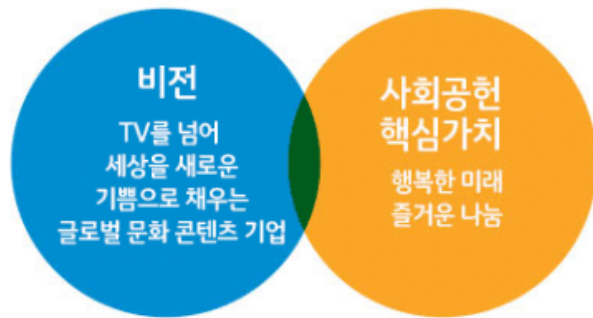 비전
TV를 넘어
세상을 새로운
기쁨으로 채우는
글로벌 문화 콘텐츠 기업
사회공헌
핵심가치
행복한 미래
즐거운 나눔